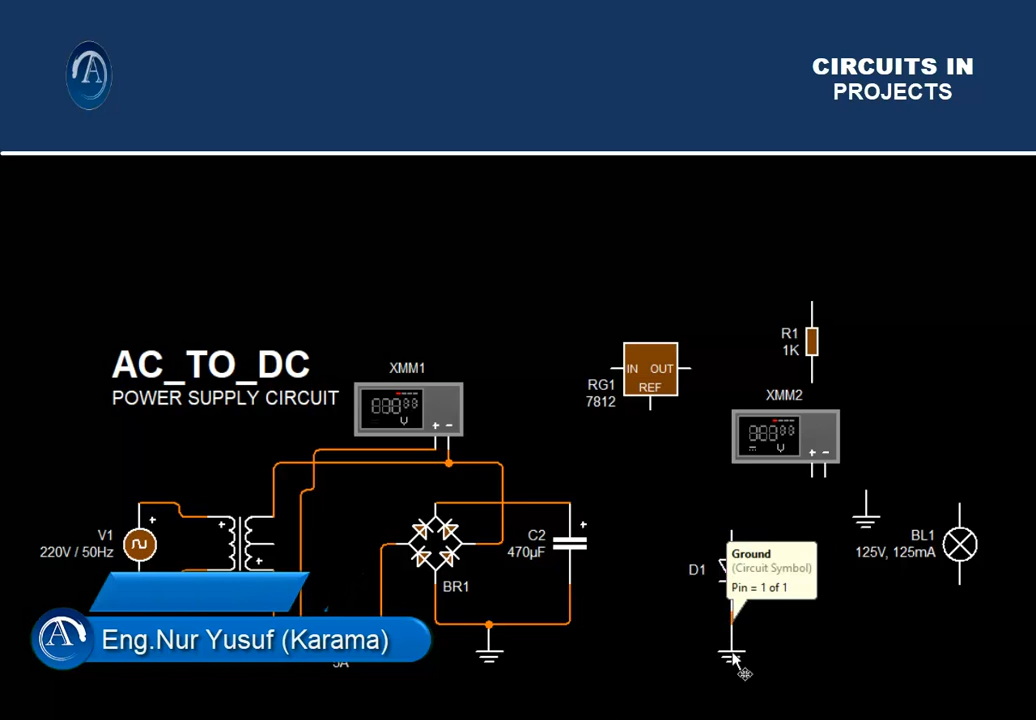 CIRCUITS IN
PROJECTS
AC_TO_DC
POWER SUPPLY CIRCUIT
XMM1
V
+ -
IN OUT
REF
RG1
7812
R1
1K
XMM2
V
+ -
V1
220V / 50Hz
+
+
+
BR1
C2
470µF
+
D1
Ground
(Circuit Symbol)
Pin = 1 of 1
BL1
125V, 125mA
A
Eng.Nur Yusuf (Karama)